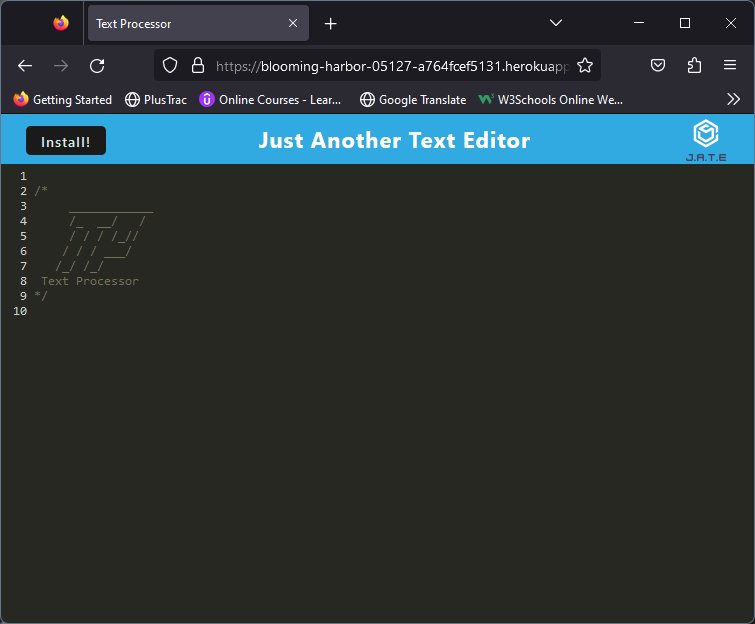 Text Processor
https://blooming-harbor-05127-a764fcef5131.herokuapp
Getting Started PlusTrac Online Courses - Lear... Google Translate W3Schools Online We...
Install! Just Another Text Editor J.A.T.E
1
2 /*
3      ____________
4      /_  __/   /
5      / / / /_//
6     / / / ___/
7    /_/ /_/
8  Text Processor
9 */
10